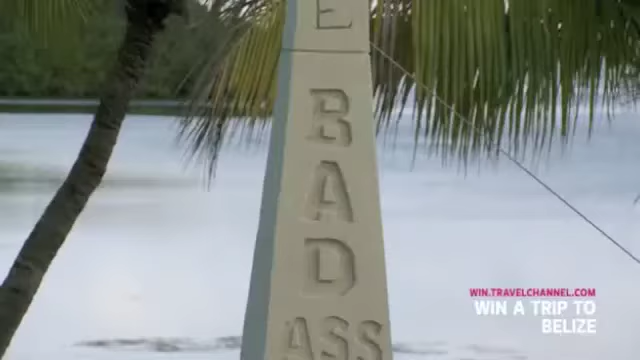 E
B
A
D
ASS
WIN.TRAVELCHANNEL.COM
WIN A TRIP TO
BELIZE